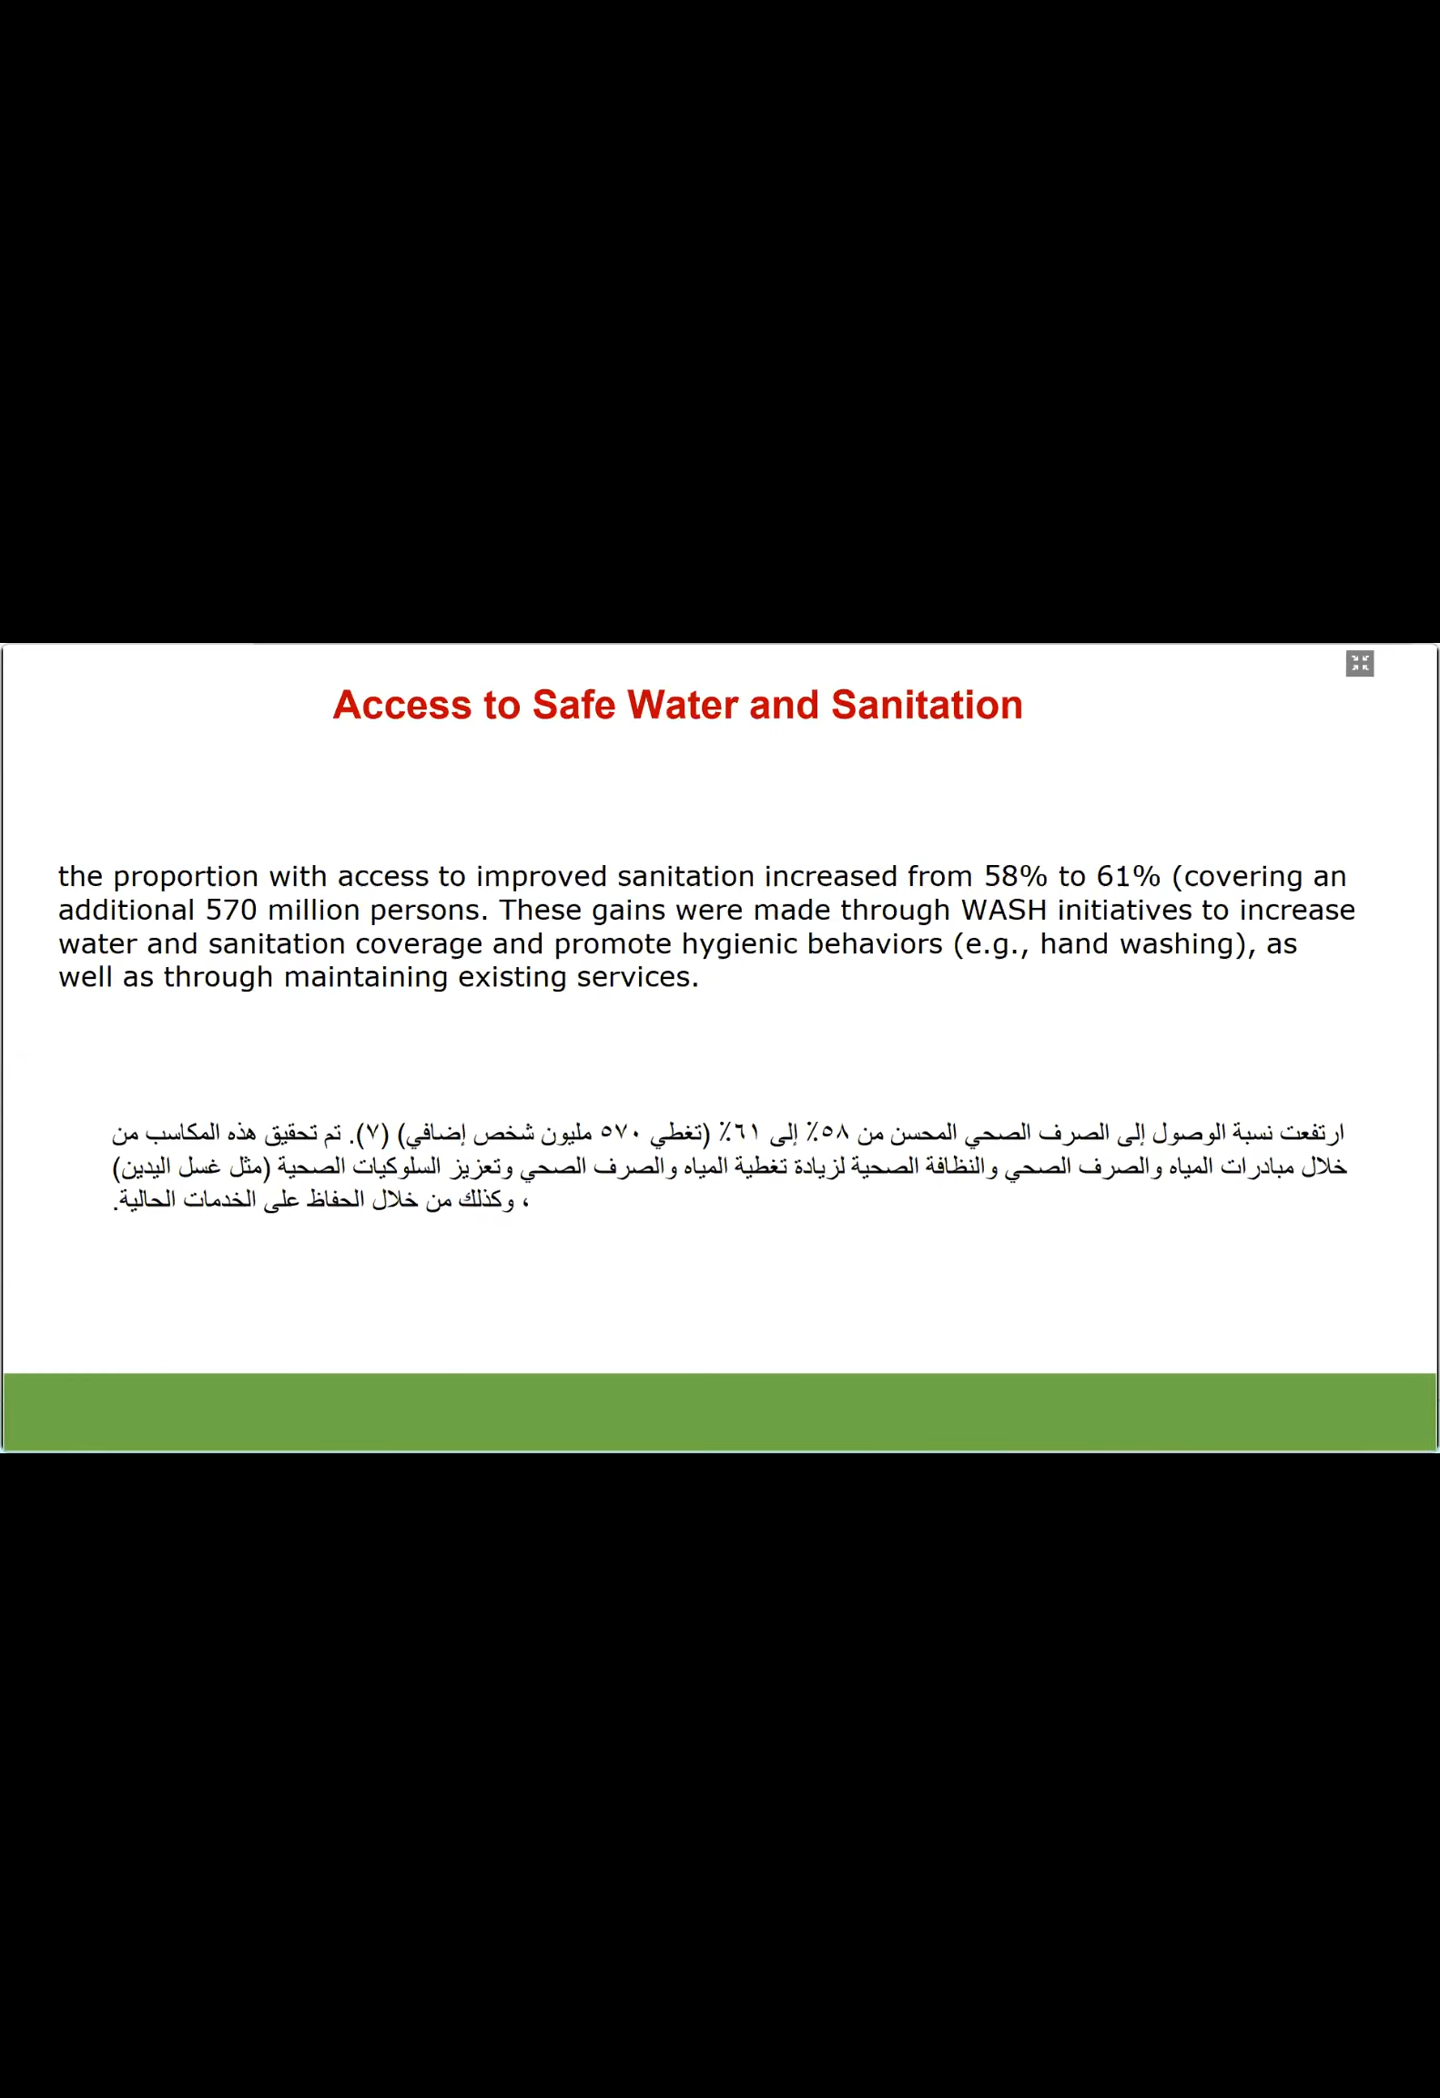 Access to Safe Water and Sanitation
the proportion with access to improved sanitation increased from 58% to 61% (covering an
additional 570 million persons. These gains were made through WASH initiatives to increase
water and sanitation coverage and promote hygienic behaviors (e.g., hand washing), as
well as through maintaining existing services.
ارتفعت نسبة الوصول إلى الصرف الصحي المحسن من ٥٨٪ إلى ٦١٪ (تغطي ٥٧٠ مليون شخص إضافي) (٧). تم تحقيق هذه المكاسب من
خلال مبادرات المياه والصرف الصحي والنظافة الصحية لزيادة تغطية المياه والصرف الصحي وتعزيز السلوكيات الصحية (مثل غسل اليدين)
، وكذلك من خلال الحفاظ على الخدمات الحالية.